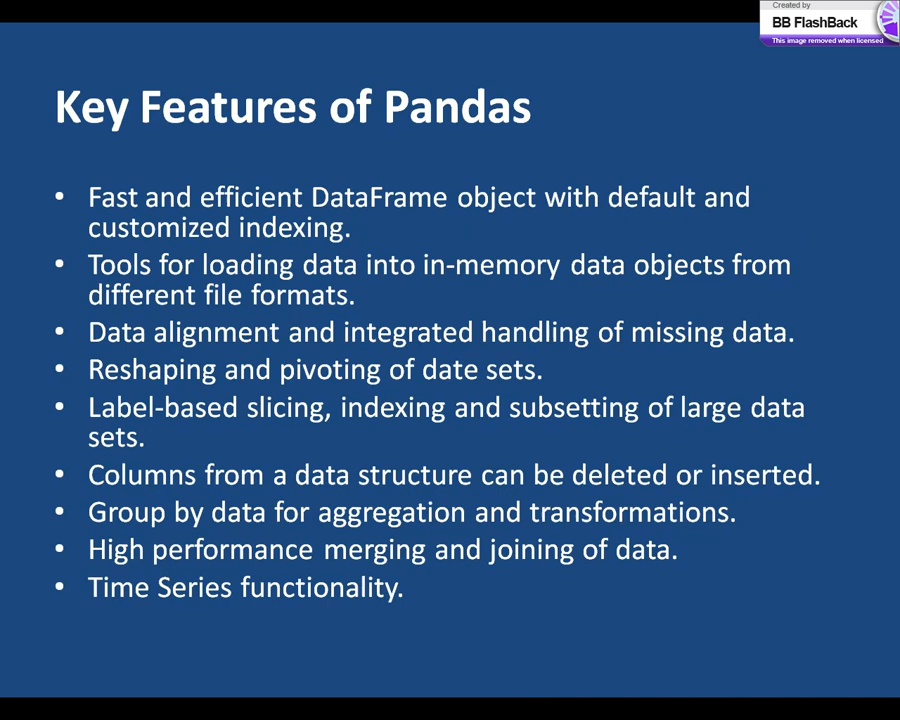 Created by
BB FlashBack
This image removed when licensed
Key Features of Pandas
• Fast and efficient DataFrame object with default and
customized indexing.
• Tools for loading data into in-memory data objects from
different file formats.
• Data alignment and integrated handling of missing data.
• Reshaping and pivoting of date sets.
• Label-based slicing, indexing and subsetting of large data
sets.
• Columns from a data structure can be deleted or inserted.
• Group by data for aggregation and transformations.
• High performance merging and joining of data.
• Time Series functionality.